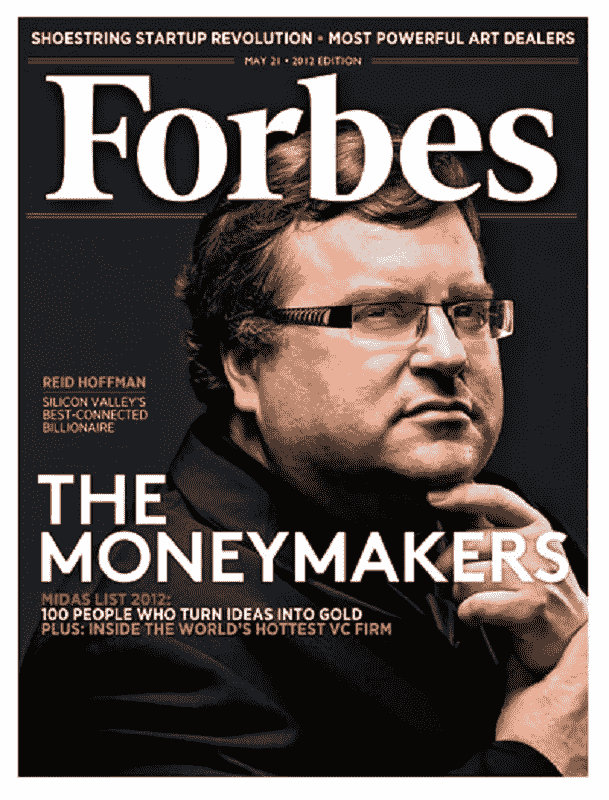 SHOESTRING STARTUP REVOLUTION • MOST POWERFUL ART DEALERS
MAY 21 • 2012 EDITION
Forbes
REID HOFFMAN
SILICON VALLEY'S
BEST-CONNECTED
BILLIONAIRE
THE
MONEYMAKERS
MIDAS LIST 2012:
100 PEOPLE WHO TURN IDEAS INTO GOLD
PLUS: INSIDE THE WORLD'S HOTTEST VC FIRM